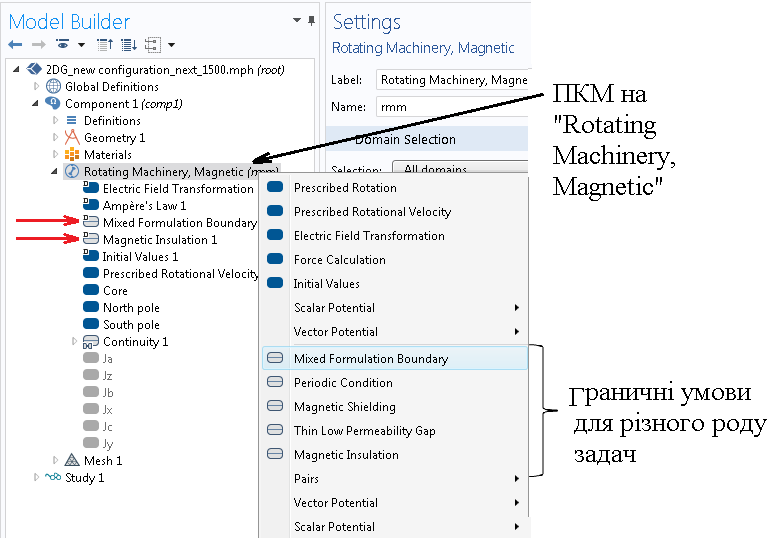 Model Builder
2DG_new configuration_next_1500.mph (root)
Global Definitions
Component 1 (comp1)
Definitions
Geometry 1
Materials
Rotating Machinery, Magnetic (rmm)
Electric Field Transformation
Ampère's Law 1
Mixed Formulation Boundary
Magnetic Insulation 1
Initial Values 1
Prescribed Rotational Velocity
Core
North pole
South pole
Continuity 1
Ja
Jz
Jb
Jx
Jc
Jy
Mesh 1
Study 1
Settings
Rotating Machinery, Magnetic
Label: Rotating Machinery, Magne
Name: rmm
Domain Selection
Selection: All domains
Prescribed Rotation
Prescribed Rotational Velocity
Electric Field Transformation
Force Calculation
Initial Values
Scalar Potential
Vector Potential
Mixed Formulation Boundary
Periodic Condition
Magnetic Shielding
Thin Low Permeability Gap
Magnetic Insulation
Pairs
Vector Potential
Scalar Potential
ПКМ на
"Rotating
Machinery,
Magnetic"
Граничні умови
для різного роду
задач